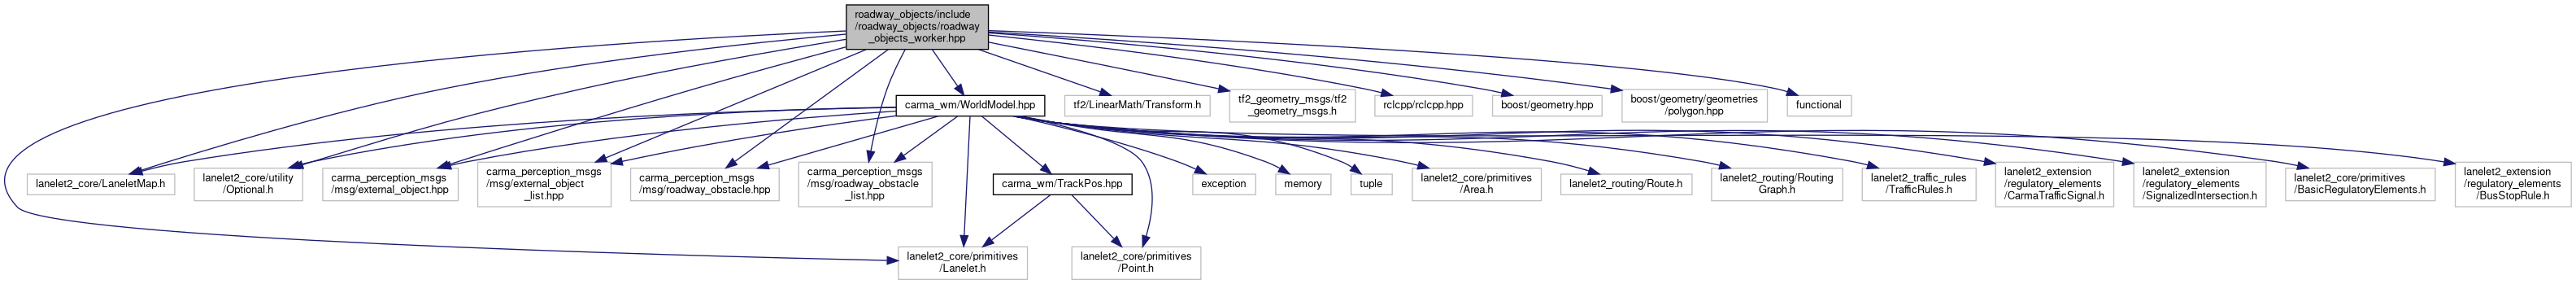 roadway_objects/include
/roadway_objects/roadway
_objects_worker.hpp
carma_wm/WorldModel.hpp
tf2/LinearMath/Transform.h
tf2_geometry_msgs/tf2
_geometry_msgs.h
rclcpp/rclcpp.hpp
boost/geometry.hpp
boost/geometry/geometries
/polygon.hpp
functional
lanelet2_core/LaneletMap.h
lanelet2_core/utility
/Optional.h
carma_perception_msgs
/msg/external_object.hpp
carma_perception_msgs
/msg/external_object
_list.hpp
carma_perception_msgs
/msg/roadway_obstacle.hpp
carma_perception_msgs
/msg/roadway_obstacle
_list.hpp
carma_wm/TrackPos.hpp
exception
memory
tuple
lanelet2_core/primitives
/Area.h
lanelet2_routing/Route.h
lanelet2_routing/Routing
Graph.h
lanelet2_traffic_rules
/TrafficRules.h
lanelet2_extension
/regulatory_elements
/CarmaTrafficSignal.h
lanelet2_extension
/regulatory_elements
/SignalizedIntersection.h
lanelet2_core/primitives
/BasicRegulatoryElements.h
lanelet2_extension
/regulatory_elements
/BusStopRule.h
lanelet2_core/primitives
/Lanelet.h
lanelet2_core/primitives
/Point.h